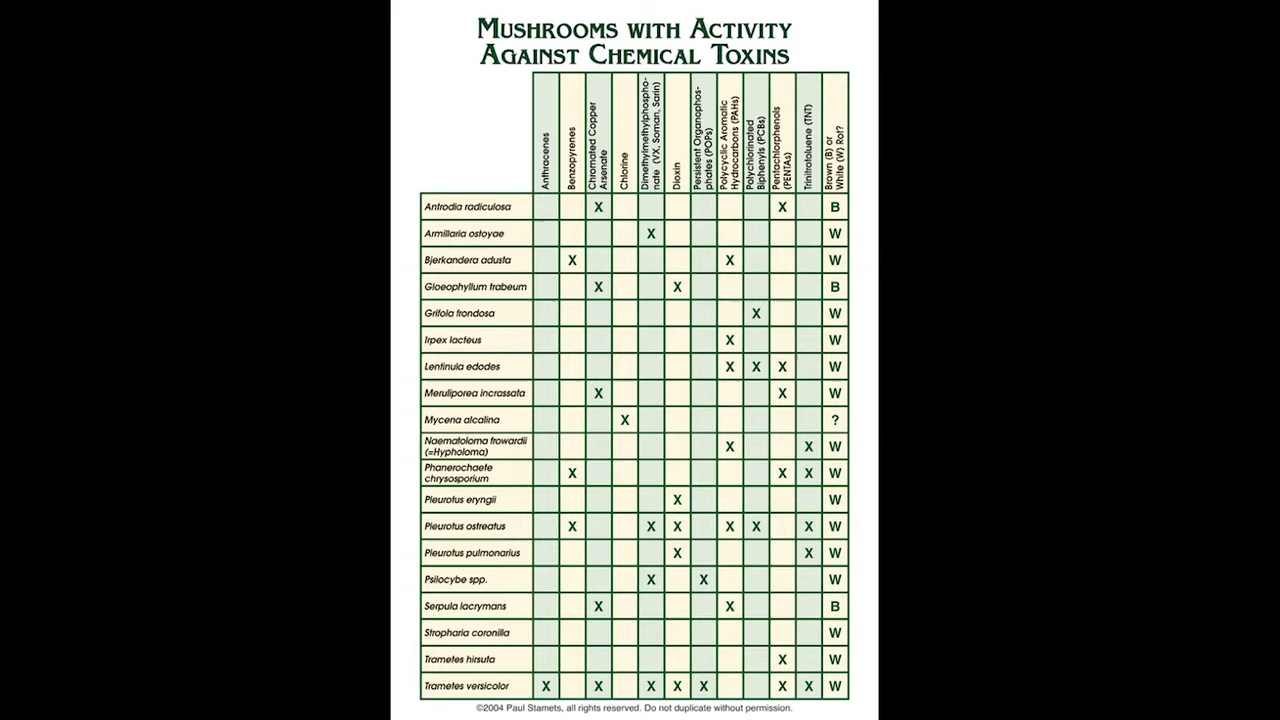 MUSHROOMS WITH ACTIVITY
AGAINST CHEMICAL TOXINS
Anthracenes
Benzopyrenes
Chromated Copper
Arsenate
Chlorine
Dimethylmethylphospho-
nate (VX, Soman, Sarin)
Dioxin
Persistent Organophos-
phates (POPs)
Polycyclic Aromatic
Hydrocarbons (PAHs)
Polychlorinated
Biphenyls (PCBs)
Pentachlorphenols
(PENTAs)
Trinitrotoluene (TNT)
Brown (B) or
White (W) Rot?
Antrodia radiculosa X X B
Armillaria ostoyae X W
Bjerkandera adusta X X W
Gloeophyllum trabeum X X B
Grifola frondosa X W
Irpex lacteus X W
Lentinula edodes X X X W
Meruliporea incrassata X X W
Mycena alcalina X ?
Naematoloma frowardii
(=Hypholoma) X X W
Phanerochaete
chrysosporium X X X W
Pleurotus eryngii X W
Pleurotus ostreatus X X X X X X W
Pleurotus pulmonarius X X W
Psilocybe spp. X X W
Serpula lacrymans X X B
Stropharia coronilla W
Trametes hirsuta X W
Trametes versicolor X X X X X X X W
©2004 Paul Stamets, all rights reserved. Do not duplicate without permission.